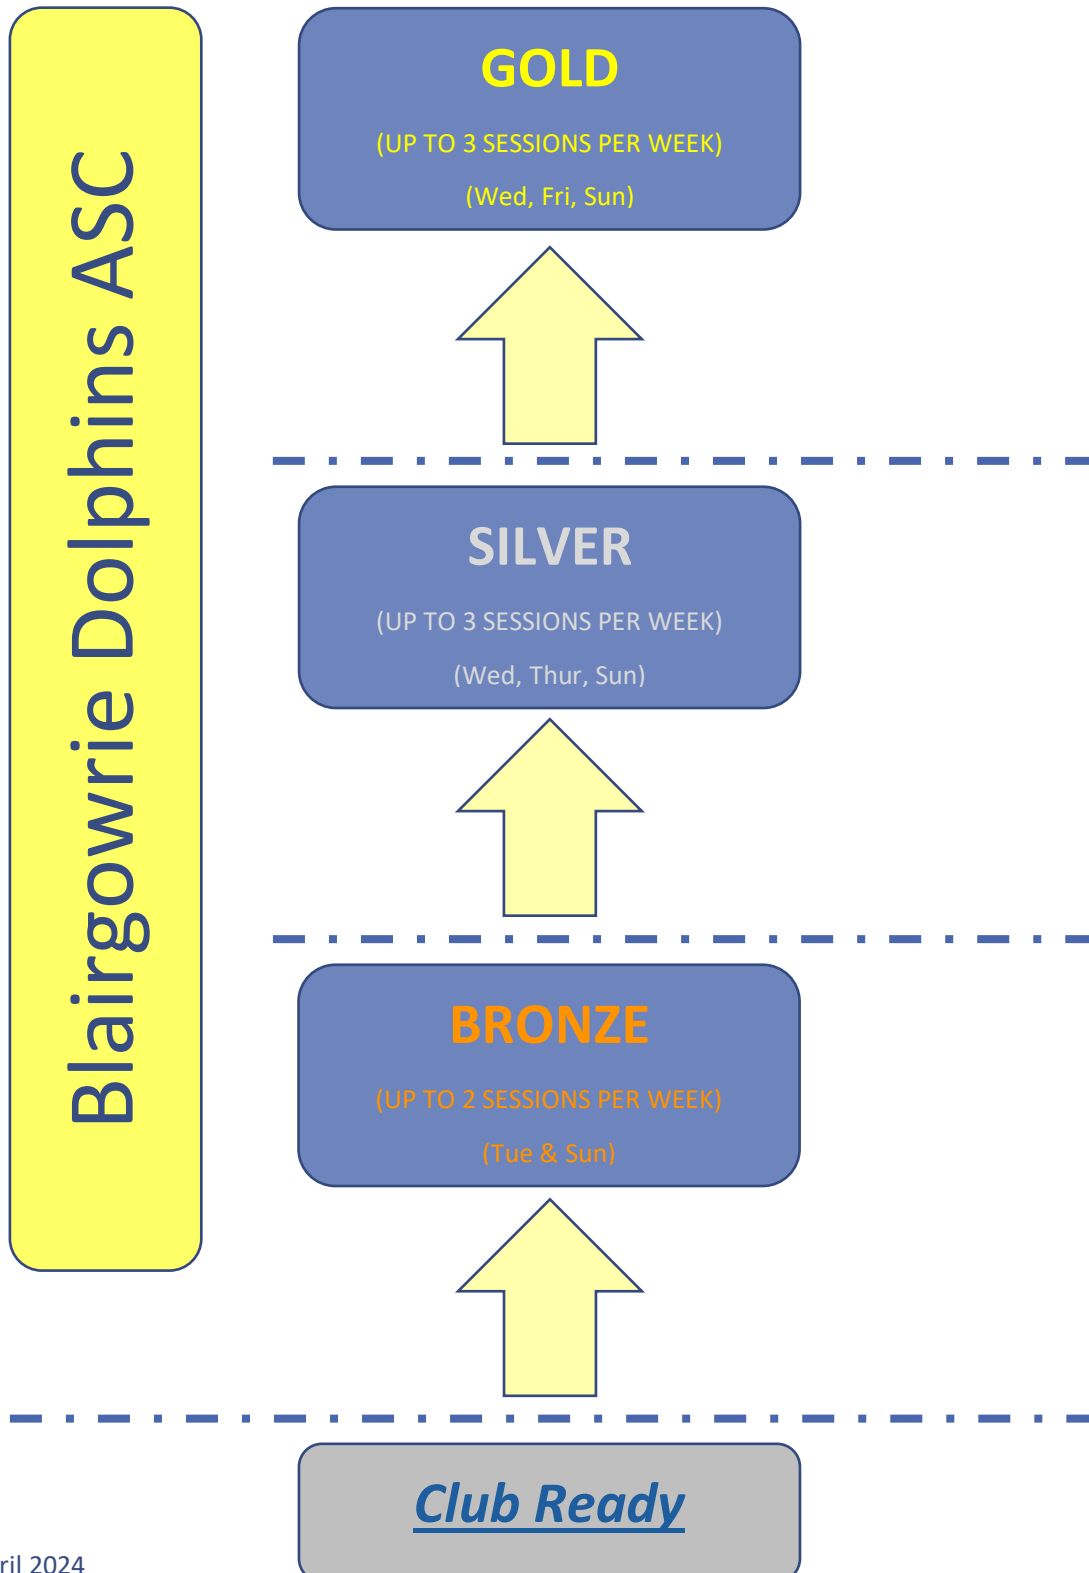 Blairgowrie Dolphins ASC
GOLD
(UP TO 3 SESSIONS PER WEEK)
(Wed, Fri, Sun)
SILVER
(UP TO 3 SESSIONS PER WEEK)
(Wed, Thur, Sun)
BRONZE
(UP TO 2 SESSIONS PER WEEK)
(Tue & Sun)
Club Ready
2024